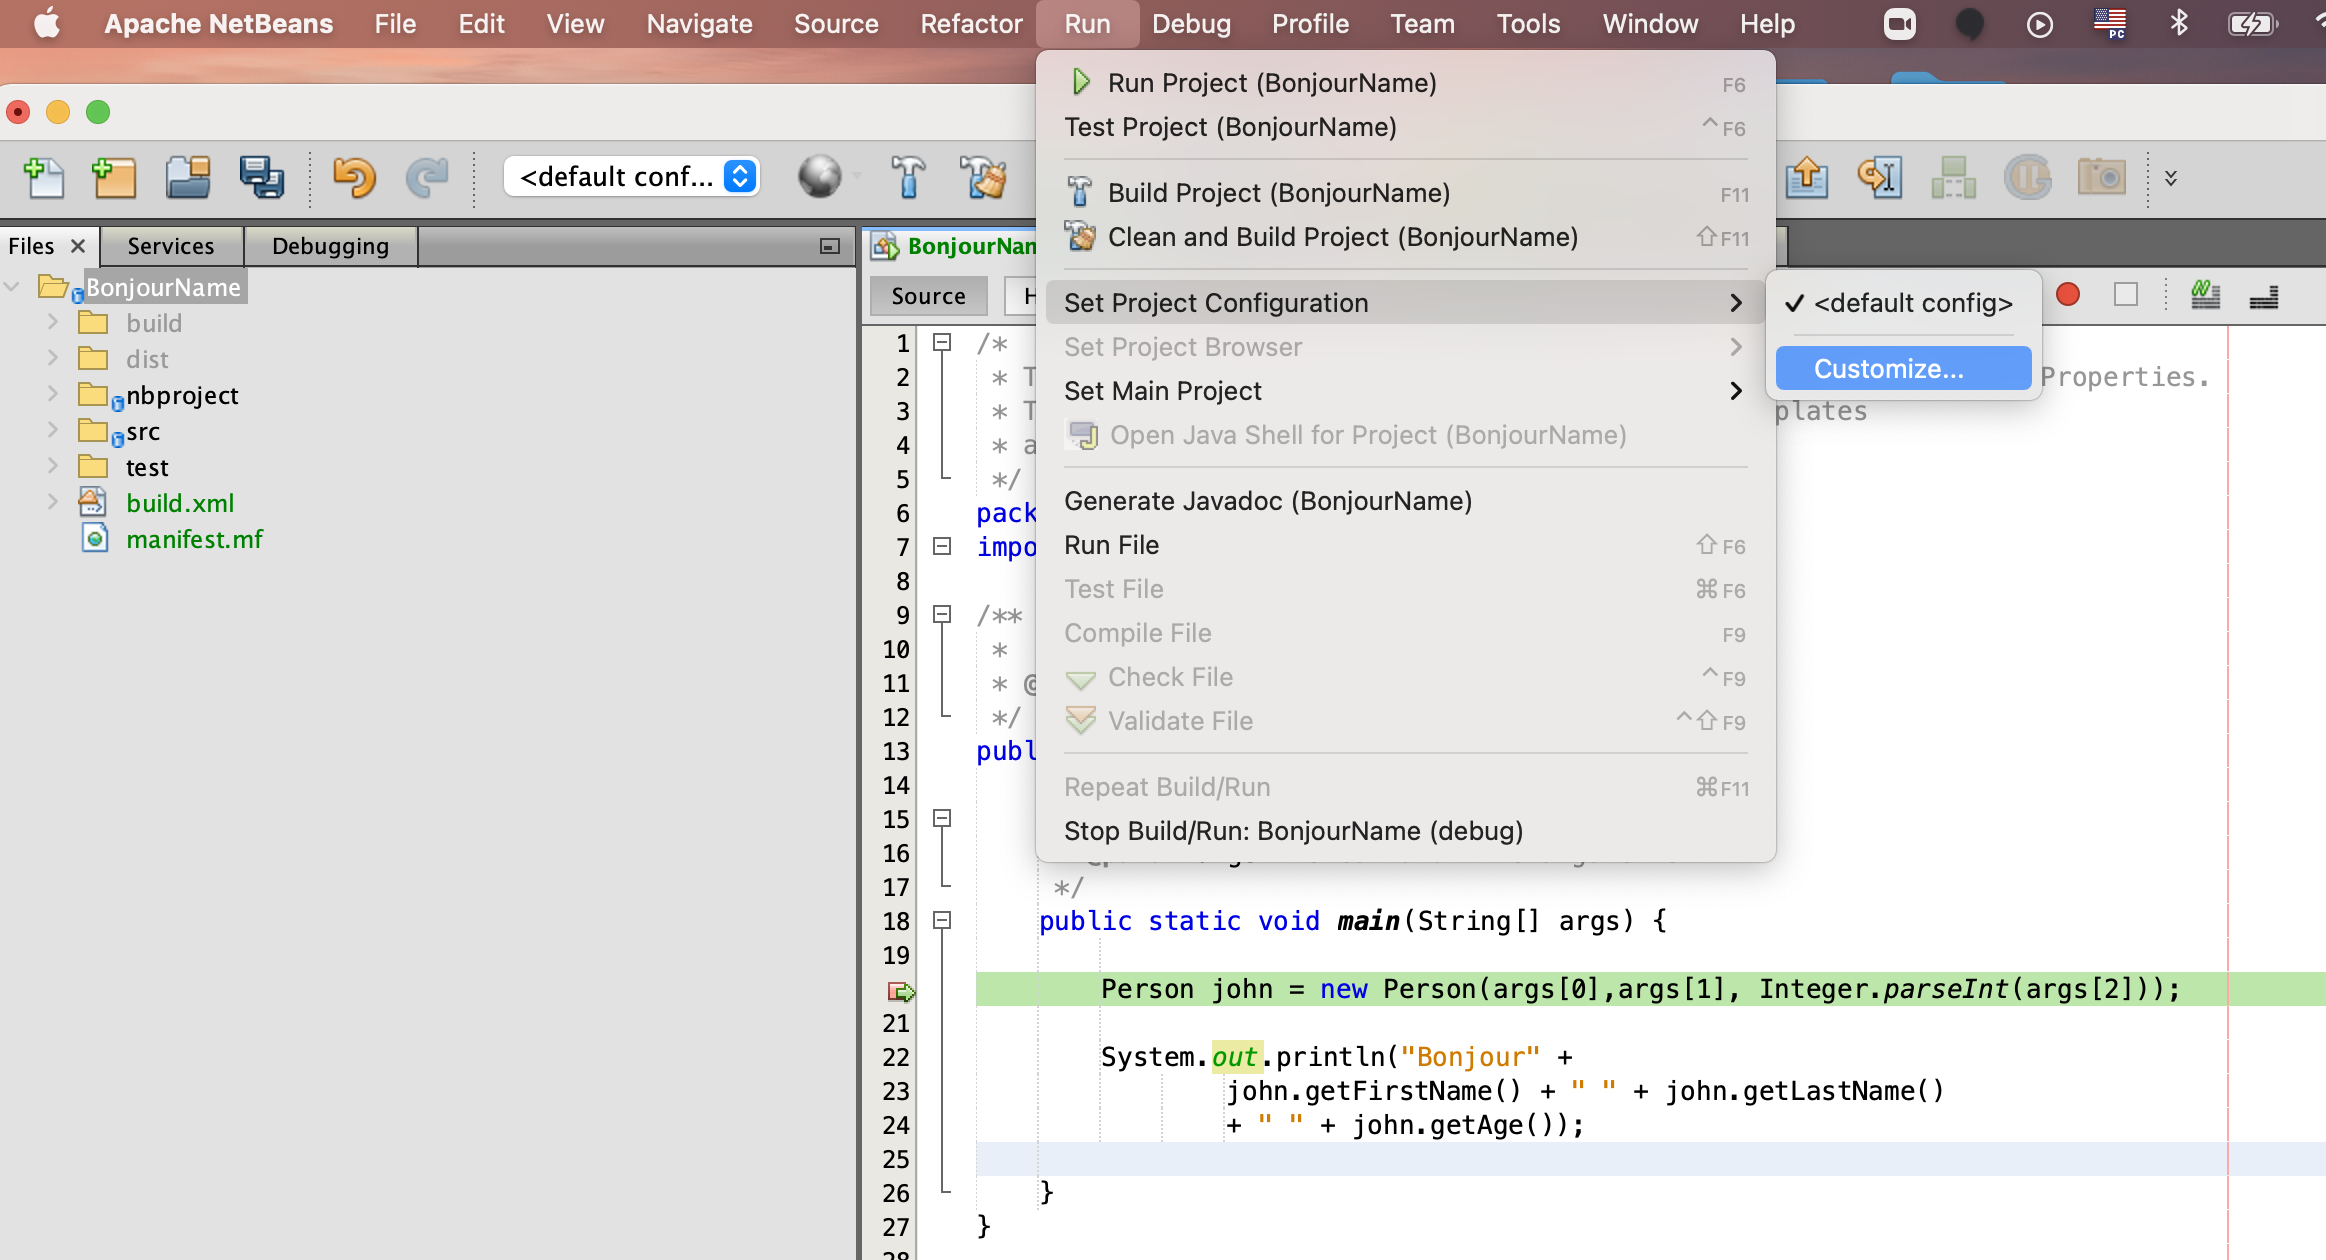 Apache NetBeans File Edit View Navigate Source Refactor Run Debug Profile Team Tools Window Help PC
Run Project (BonjourName) F6
Test Project (BonjourName) ^F6
<default conf...
Build Project (BonjourName) F11
Clean and Build Project (BonjourName) ⇧F11
Files × Services Debugging
BonjourNam
Source H
Set Project Configuration >
✓ <default config>
Customize...
Set Project Browser >
Set Main Project >
Open Java Shell for Project (BonjourName)
Generate Javadoc (BonjourName)
Run File ⇧F6
Test File ⌘F6
Compile File F9
Check File ^F9
Validate File ^⇧F9
Repeat Build/Run ⌘F11
Stop Build/Run: BonjourName (debug)
BonjourName
build
dist
nbproject
src
test
build.xml
manifest.mf
1 /*
2 * T Properties.
3 * T plates
4 * a
5 */
6 pack
7 impo
8
9 /**
10 *
11 * @
12 */
13 publ
14
15
16
17 */
18 public static void main(String[] args) {
19
Person john = new Person(args[0],args[1], Integer.parseInt(args[2]));
21
22 System.out.println("Bonjour" +
23 john.getFirstName() + " " + john.getLastName()
24 + " " + john.getAge());
25
26 }
27 }
28